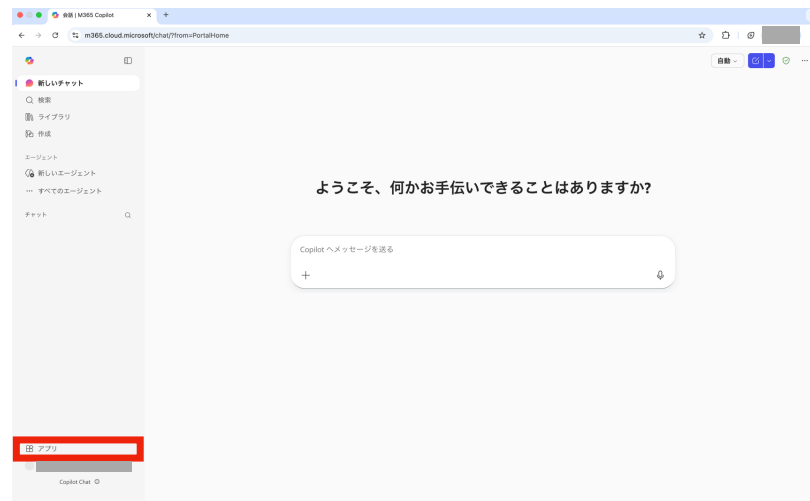 会話 | M365 Copilot
m365.cloud.microsoft/chat/?from=PortalHome
自動
新しいチャット
検索
ライブラリ
作成
エージェント
新しいエージェント
すべてのエージェント
チャット
ようこそ、何かお手伝いできることはありますか?
Copilot へメッセージを送る
アプリ
Copilot Chat